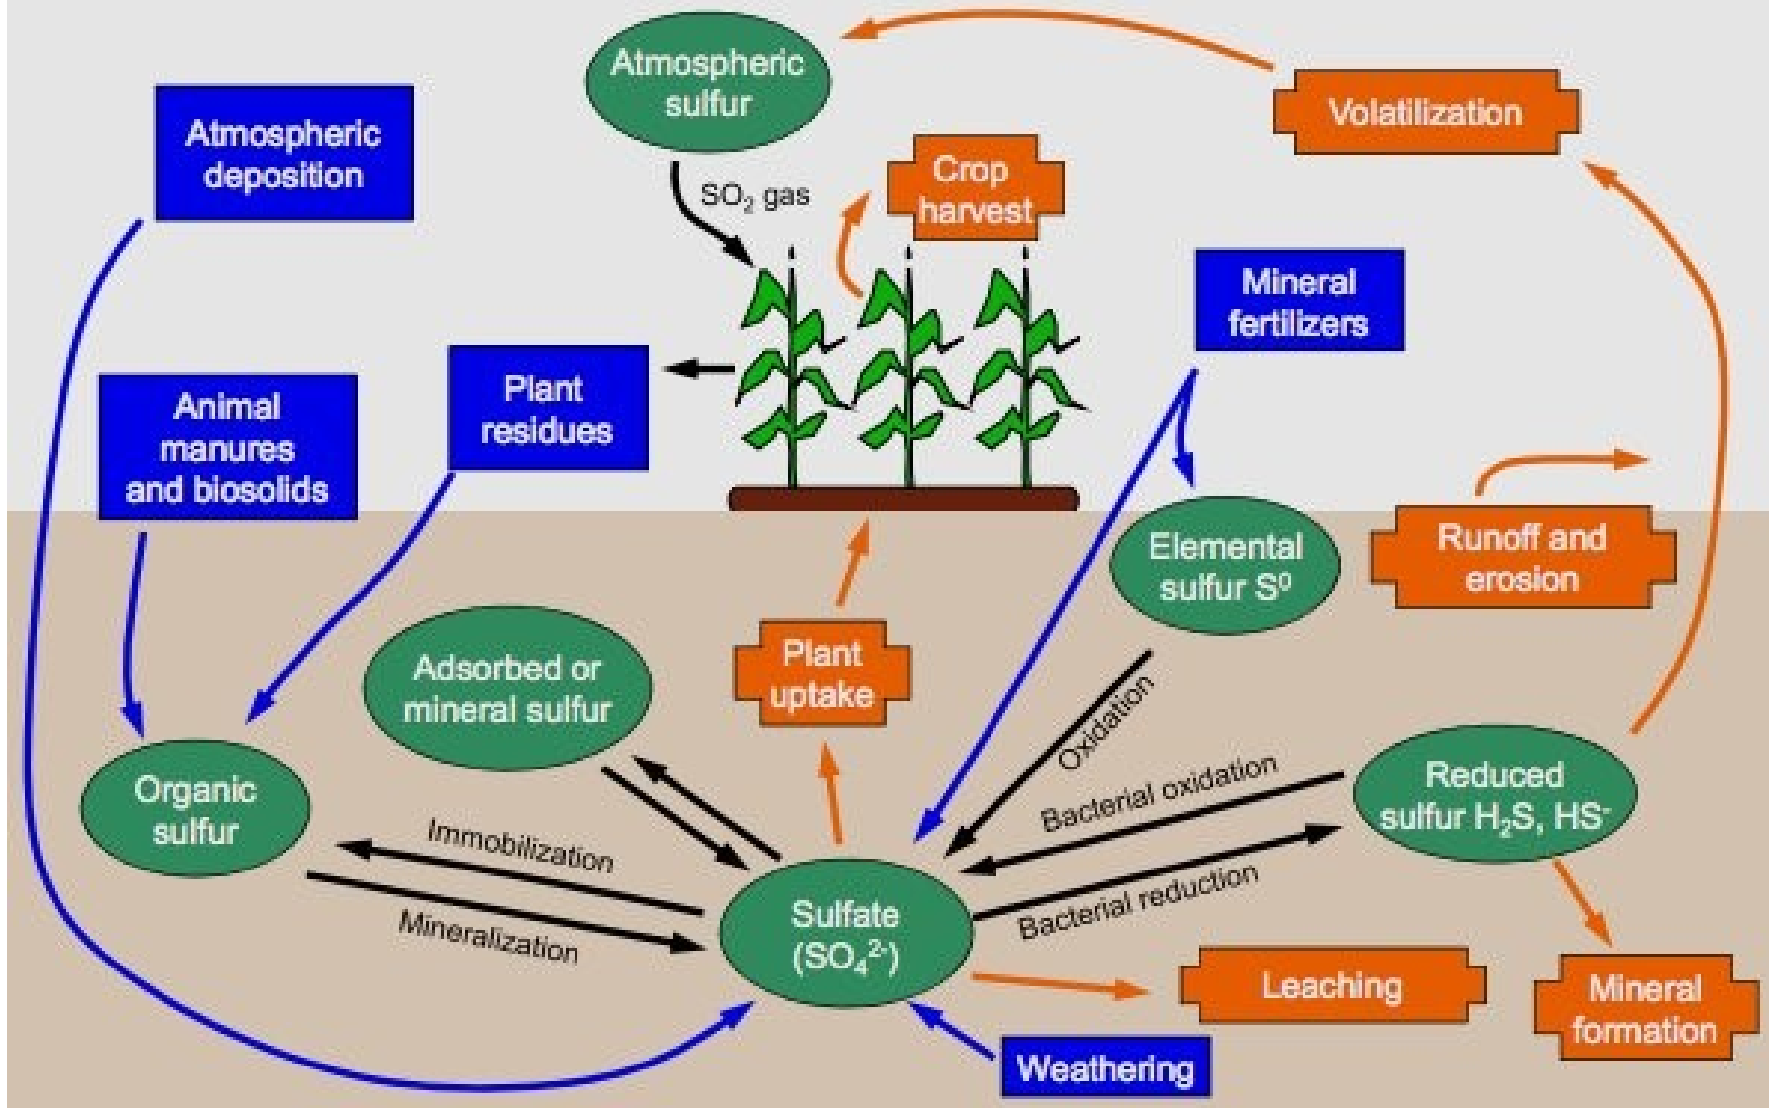 Atmospheric
sulfur
Volatilization
Atmospheric
deposition
SO₂ gas
Crop
harvest
Mineral
fertilizers
Plant
residues
Animal
manures
and biosolids
Elemental
sulfur S⁰
Runoff and
erosion
Adsorbed or
mineral sulfur
Plant
uptake
Oxidation
Organic
sulfur
Bacterial oxidation
Reduced
sulfur H₂S, HS⁻
Immobilization
Mineralization
Sulfate
(SO₄²⁻)
Bacterial reduction
Leaching
Mineral
formation
Weathering